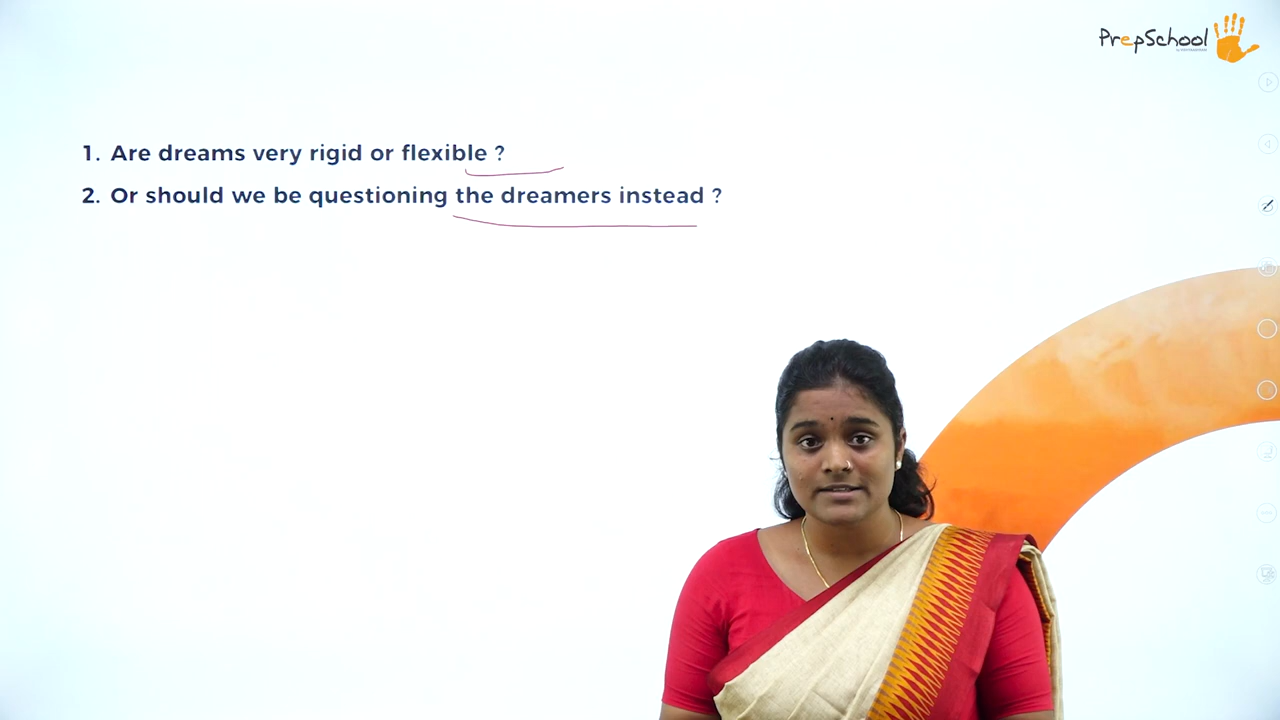 PrepSchool
1. Are dreams very rigid or flexible ?
2. Or should we be questioning the dreamers instead ?